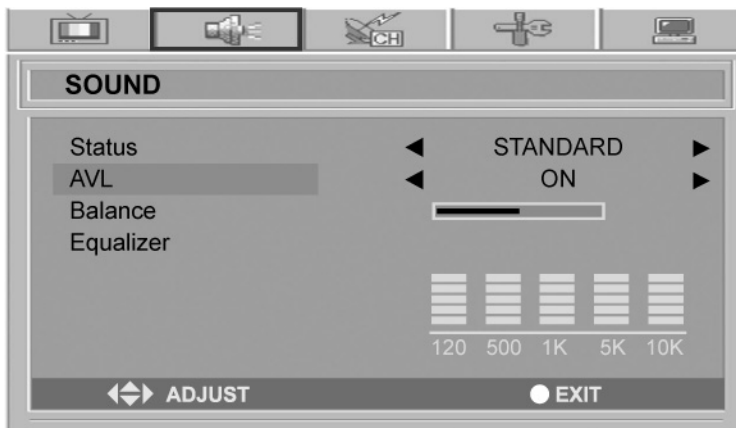 CH
SOUND
Status STANDARD
AVL ON
Balance
Equalizer
120 500 1K 5K 10K
ADJUST EXIT